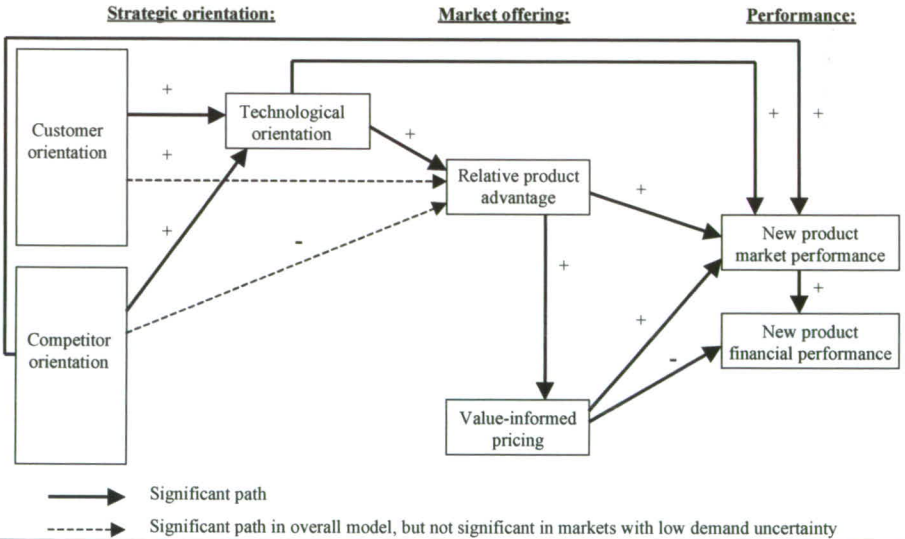 Strategic orientation:
Market offering:
Performance:
+
Technological
orientation
+
+
+
Customer
orientation
+
Relative product
advantage
+
+
-
New product
market performance
+
+
+
Competitor
orientation
New product
financial performance
-
Value-informed
pricing
Significant path
Significant path in overall model, but not significant in markets with low demand uncertainty